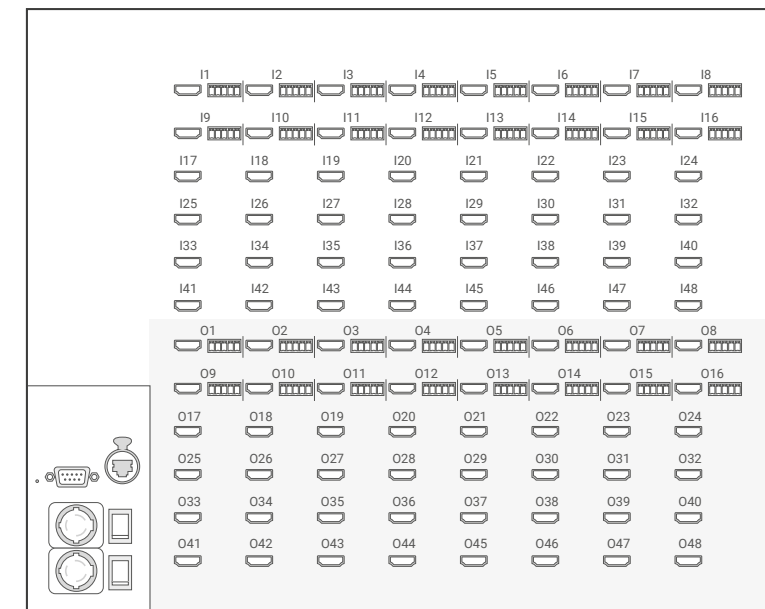 I1 I2 I3 I4 I5 I6 I7 I8
I9 I10 I11 I12 I13 I14 I15 I16
I17 I18 I19 I20 I21 I22 I23 I24
I25 I26 I27 I28 I29 I30 I31 I32
I33 I34 I35 I36 I37 I38 I39 I40
I41 I42 I43 I44 I45 I46 I47 I48
O1 O2 O3 O4 O5 O6 O7 O8
O9 O10 O11 O12 O13 O14 O15 O16
O17 O18 O19 O20 O21 O22 O23 O24
O25 O26 O27 O28 O29 O30 O31 O32
O33 O34 O35 O36 O37 O38 O39 O40
O41 O42 O43 O44 O45 O46 O47 O48